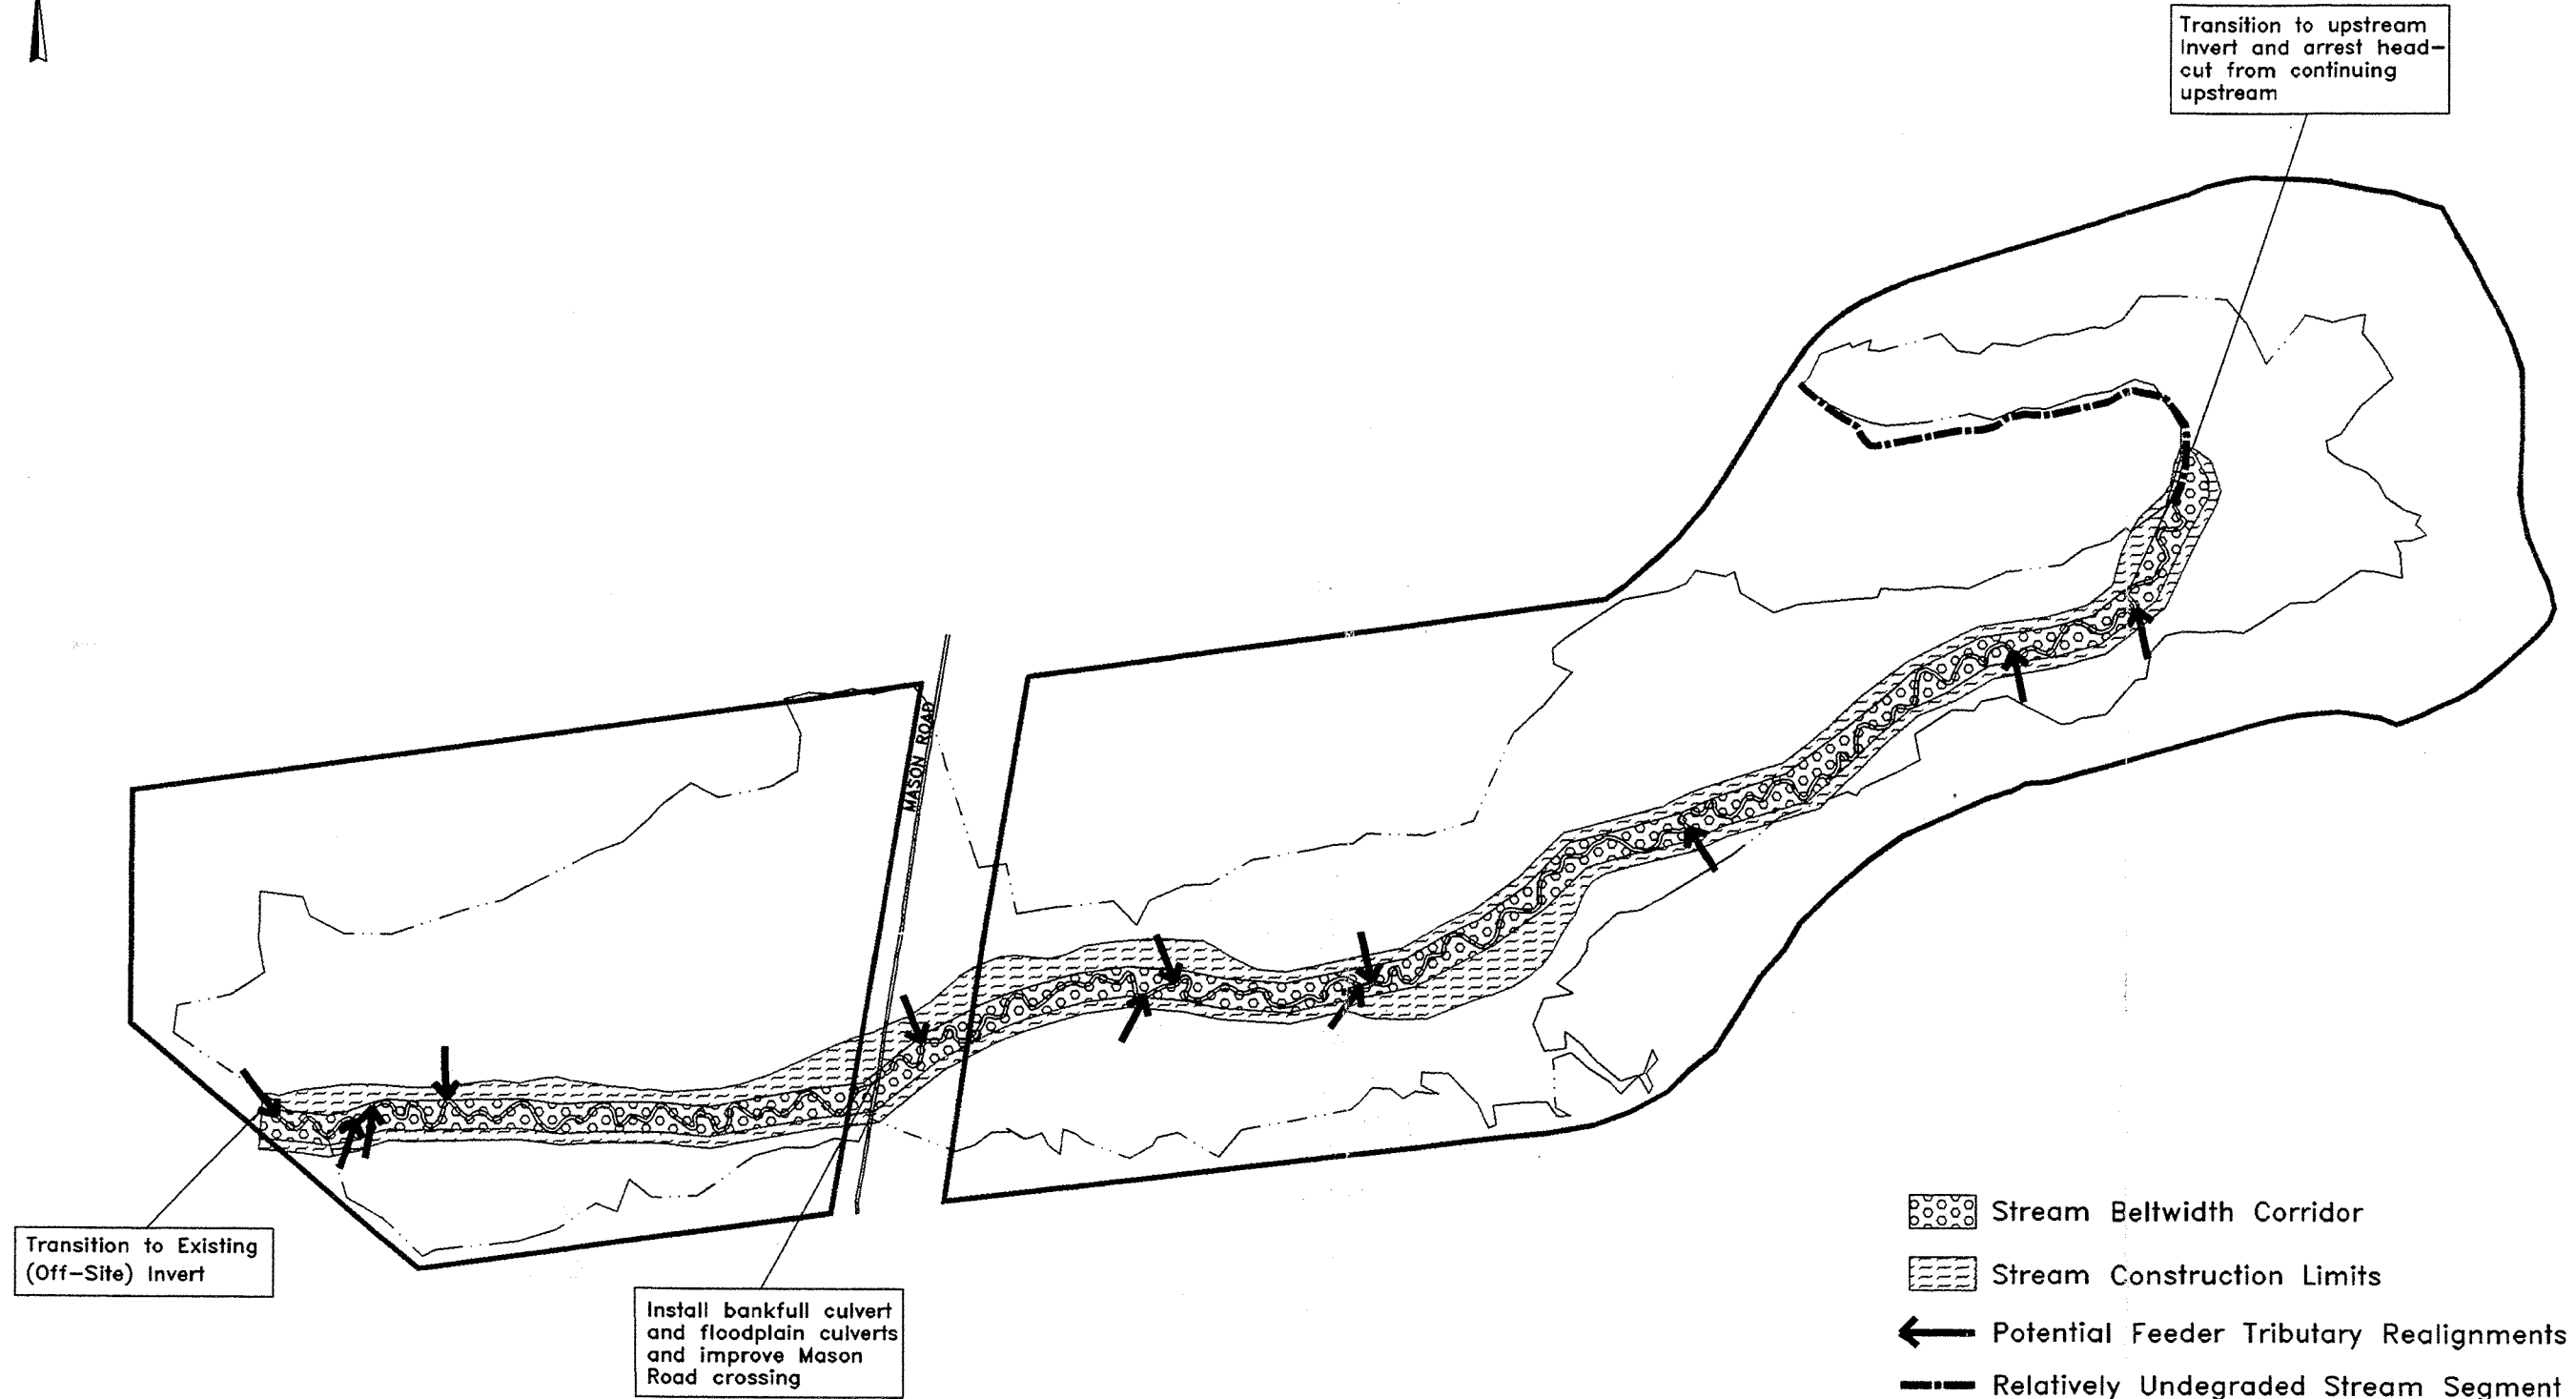 Transition to upstream
Invert and arrest head-
cut from continuing
upstream
MASON ROAD
Transition to Existing
(Off-Site) Invert
Install bankfull culvert
and floodplain culverts
and improve Mason
Road crossing
Stream Beltwidth Corridor
Stream Construction Limits
Potential Feeder Tributary Realignments
Relatively Undegraded Stream Segment